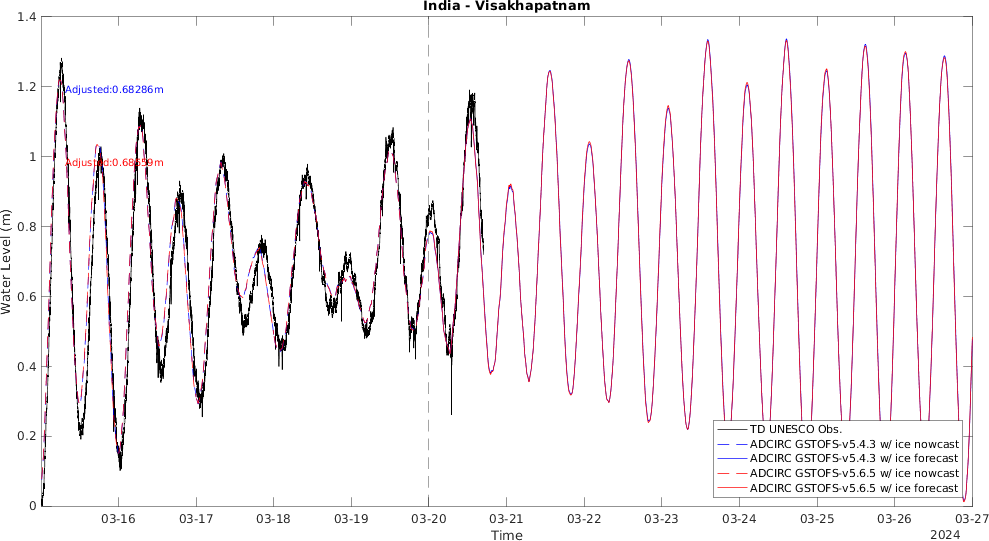 India - Visakhapatnam
1.4
1.2
1
0.8
0.6
0.4
0.2
0
Water Level (m)
Adjusted:0.68286m
Adjusted:0.68659m
TD UNESCO Obs.
ADCIRC GSTOFS-v5.4.3 w/ ice nowcast
ADCIRC GSTOFS-v5.4.3 w/ ice forecast
ADCIRC GSTOFS-v5.6.5 w/ ice nowcast
ADCIRC GSTOFS-v5.6.5 w/ ice forecast
03-16 03-17 03-18 03-19 03-20 03-21 03-22 03-23 03-24 03-25 03-26 03-27
Time
2024